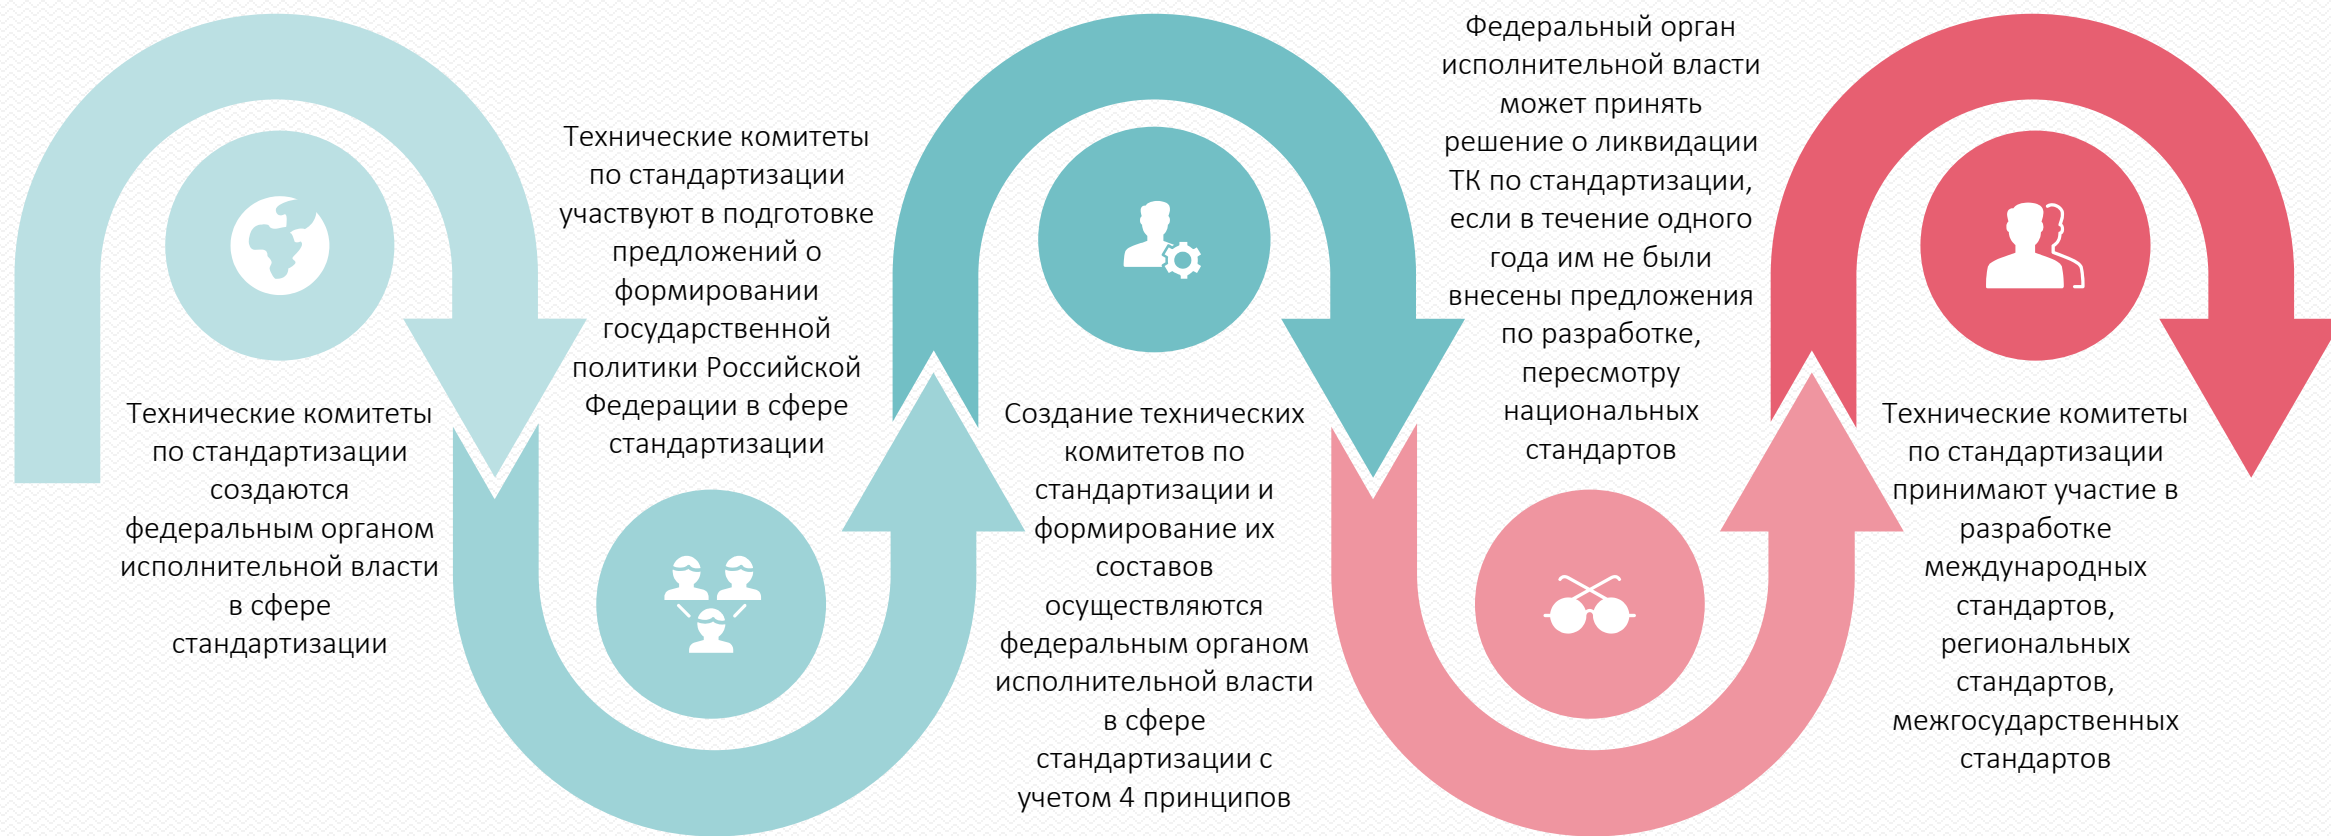 Технические комитеты
по стандартизации
создаются
федеральным органом
исполнительной власти
в сфере
стандартизации
Технические комитеты
по стандартизации
участвуют в подготовке
предложений о
формировании
государственной
политики Российской
Федерации в сфере
стандартизации
Создание технических
комитетов по
стандартизации и
формирование их
составов
осуществляются
федеральным органом
исполнительной власти
в сфере
стандартизации с
учетом 4 принципов
Федеральный орган
исполнительной власти
может принять
решение о ликвидации
ТК по стандартизации,
если в течение одного
года им не были
внесены предложения
по разработке,
пересмотру
национальных
стандартов
Технические комитеты
по стандартизации
принимают участие в
разработке
международных
стандартов,
региональных
стандартов,
межгосударственных
стандартов